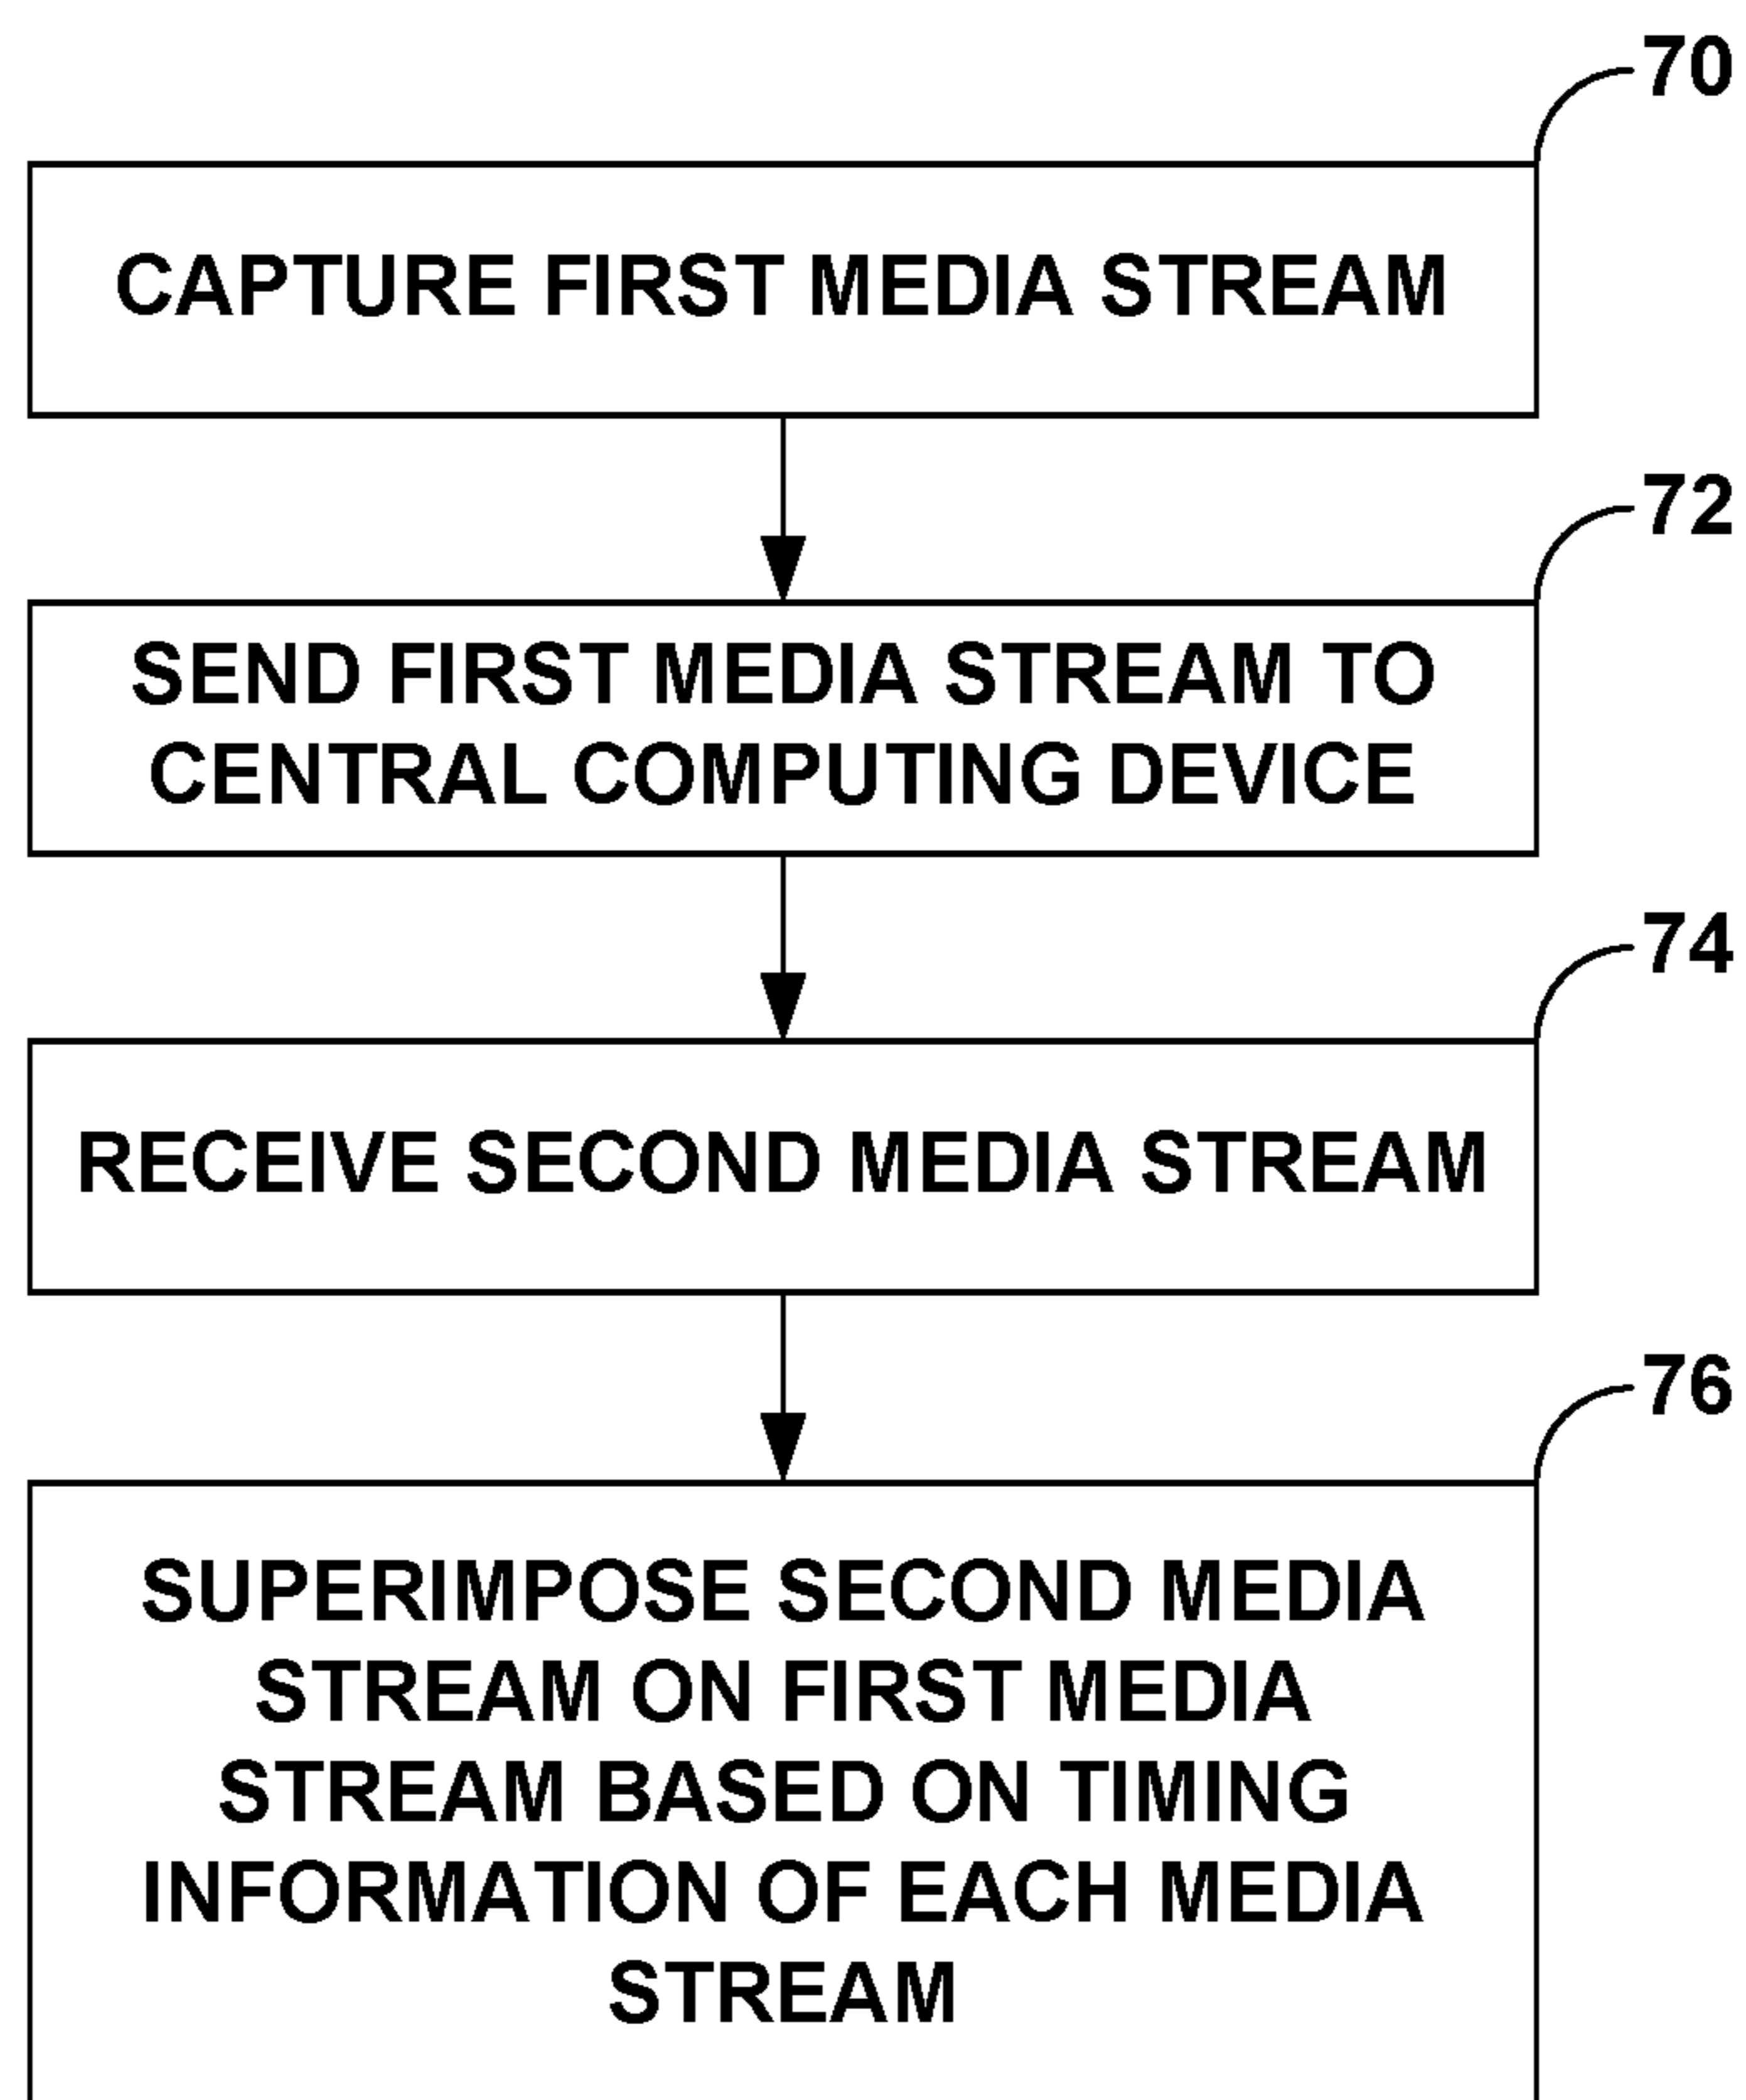 70
CAPTURE FIRST MEDIA STREAM
72
SEND FIRST MEDIA STREAM TO
CENTRAL COMPUTING DEVICE
74
RECEIVE SECOND MEDIA STREAM
76
SUPERIMPOSE SECOND MEDIA
STREAM ON FIRST MEDIA
STREAM BASED ON TIMING
INFORMATION OF EACH MEDIA
STREAM